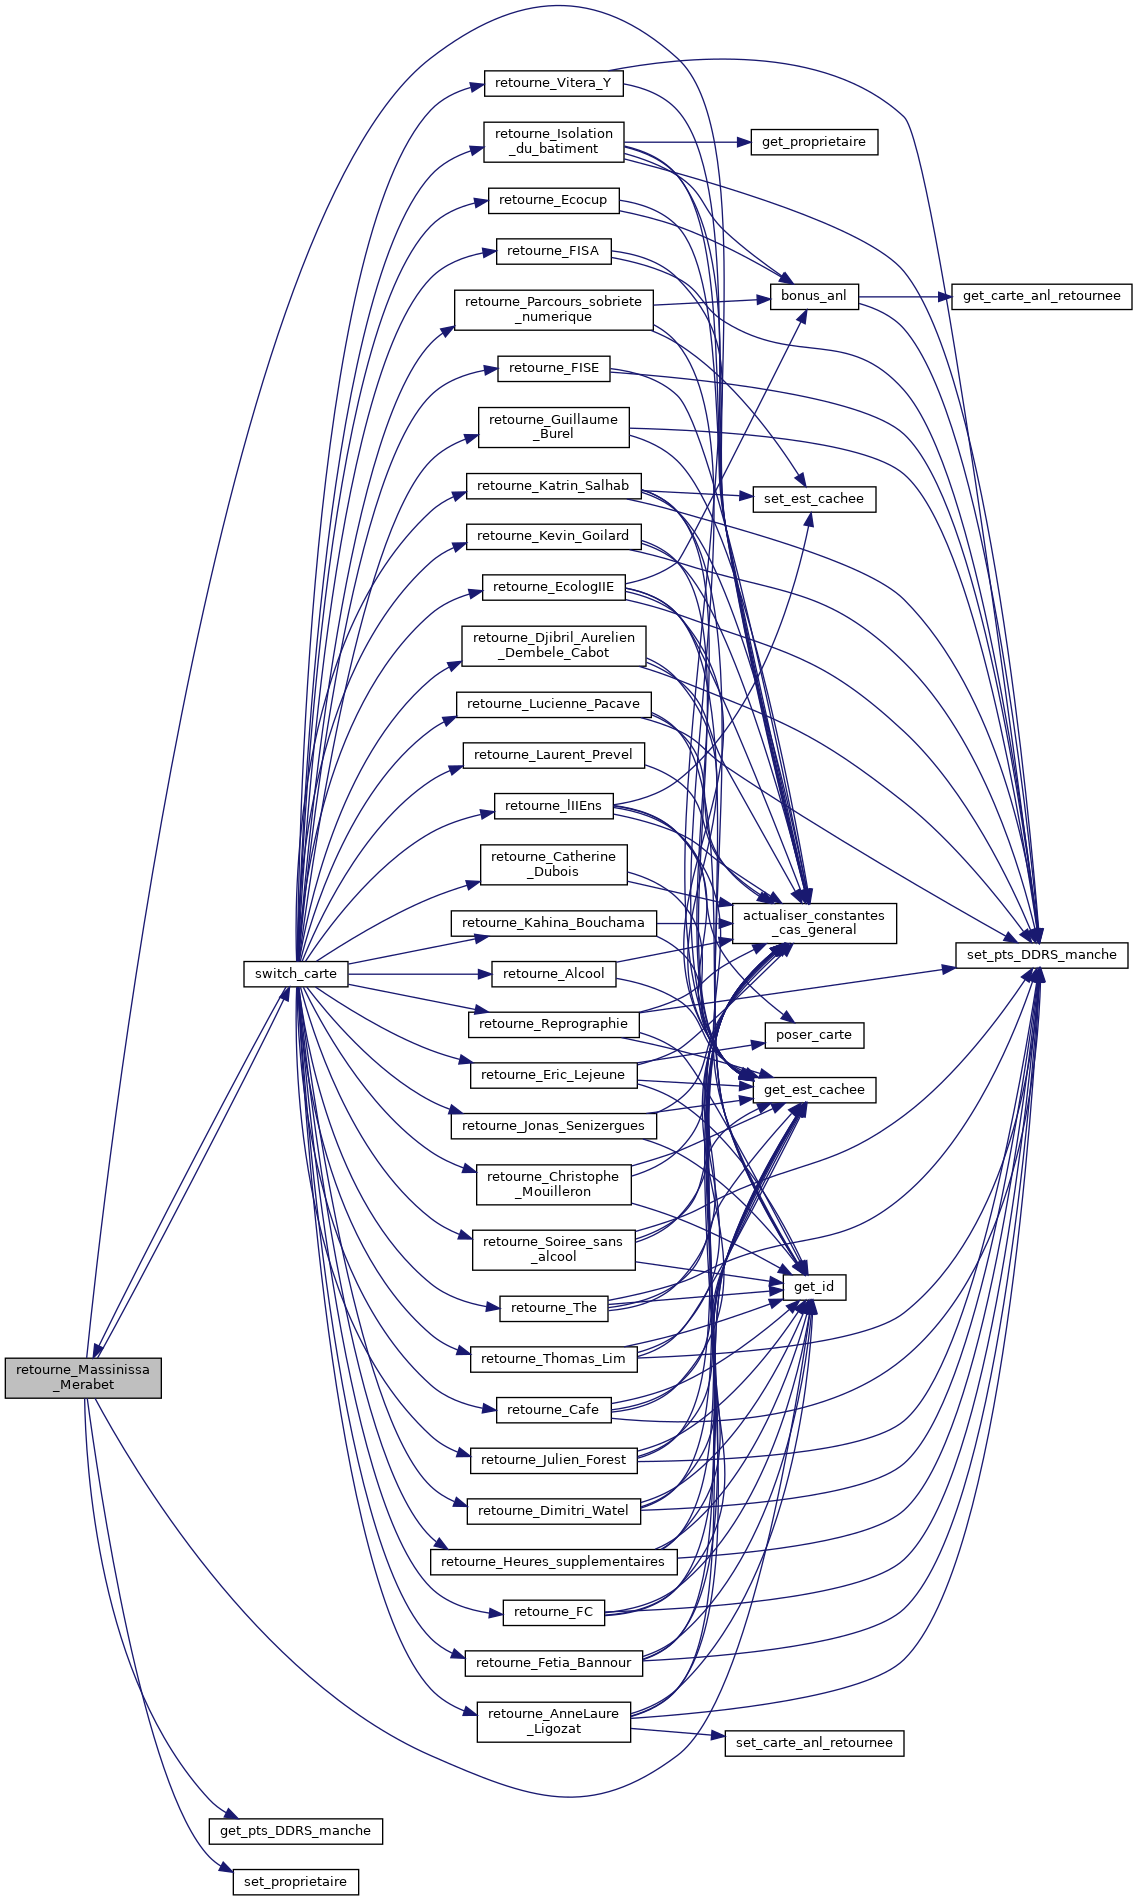 retourne_Vitera_Y
retourne_Isolation
_du_batiment
get_proprietaire
retourne_Ecocup
retourne_FISA
retourne_Parcours_sobriete
_numerique
bonus_anl
get_carte_anl_retournee
retourne_FISE
retourne_Guillaume
_Burel
retourne_Katrin_Salhab
set_est_cachee
retourne_Kevin_Goilard
retourne_EcologIIE
retourne_Djibril_Aurelien
_Dembele_Cabot
retourne_Lucienne_Pacave
retourne_Laurent_Prevel
retourne_lIIEns
retourne_Catherine
_Dubois
retourne_Kahina_Bouchama
actualiser_constantes
_cas_general
set_pts_DDRS_manche
switch_carte
retourne_Alcool
retourne_Reprographie
poser_carte
retourne_Eric_Lejeune
get_est_cachee
retourne_Jonas_Senizergues
retourne_Christophe
_Mouilleron
retourne_Soiree_sans
_alcool
get_id
retourne_The
retourne_Thomas_Lim
retourne_Massinissa
_Merabet
retourne_Cafe
retourne_Julien_Forest
retourne_Dimitri_Watel
retourne_Heures_supplementaires
retourne_FC
retourne_Fetia_Bannour
retourne_AnneLaure
_Ligozat
set_carte_anl_retournee
get_pts_DDRS_manche
set_proprietaire